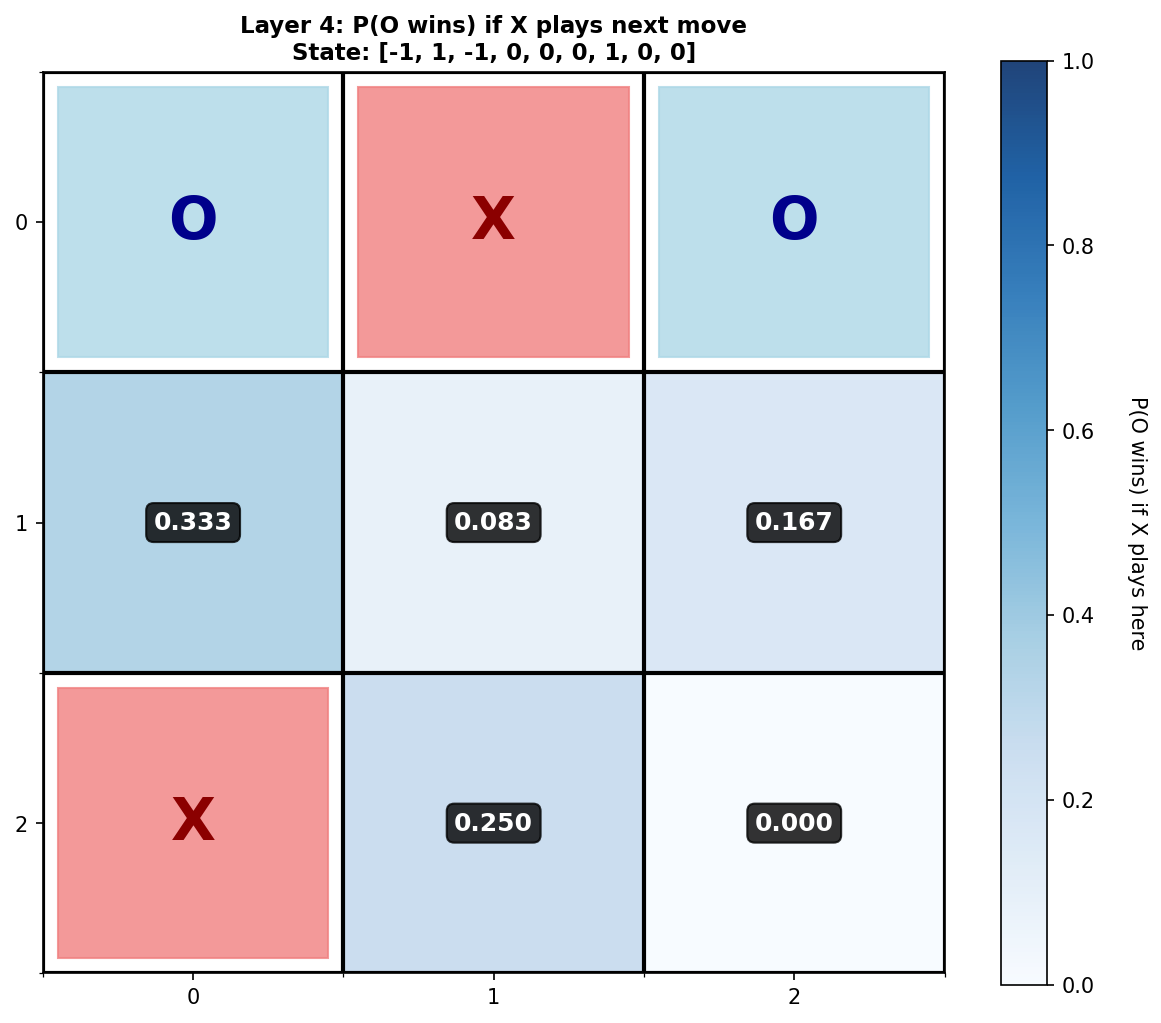 Layer 4: P(O wins) if X plays next move
State: [-1, 1, -1, 0, 0, 0, 1, 0, 0]
0
O
X
O
1
0.333
0.083
0.167
2
X
0.250
0.000
0
1
2
1.0
0.8
0.6
0.4
0.2
0.0
P(O wins) if X plays here